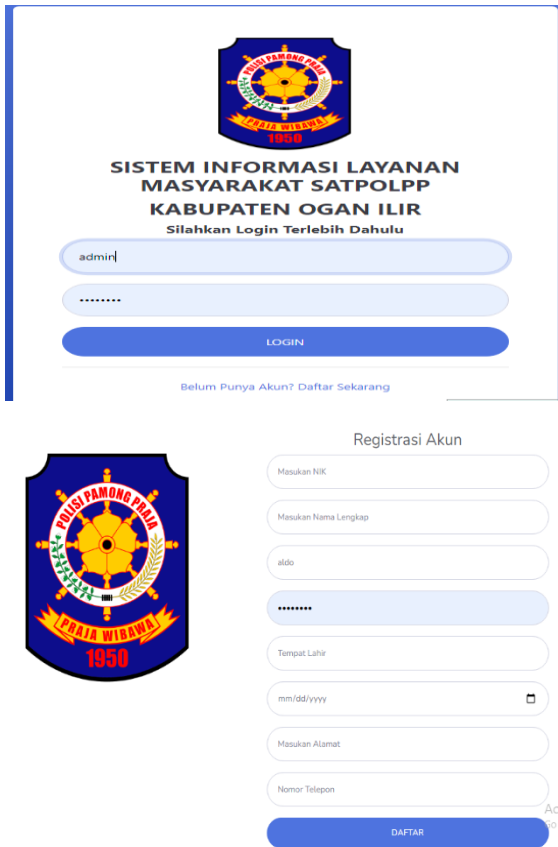 POLISI PAMONG PRAJA
PRAJA WIBAWA
1950
SISTEM INFORMASI LAYANAN
MASYARAKAT SATPOLPP
KABUPATEN OGAN ILIR
Silahkan Login Terlebih Dahulu
admin
••••••••
LOGIN
Belum Punya Akun? Daftar Sekarang
POLISI PAMONG PRAJA
PRAJA WIBAWA
1950
Registrasi Akun
Masukan NIK
Masukan Nama Lengkap
aldo
••••••••
Tempat Lahir
mm/dd/yyyy
Masukan Alamat
Nomor Telepon
DAFTAR